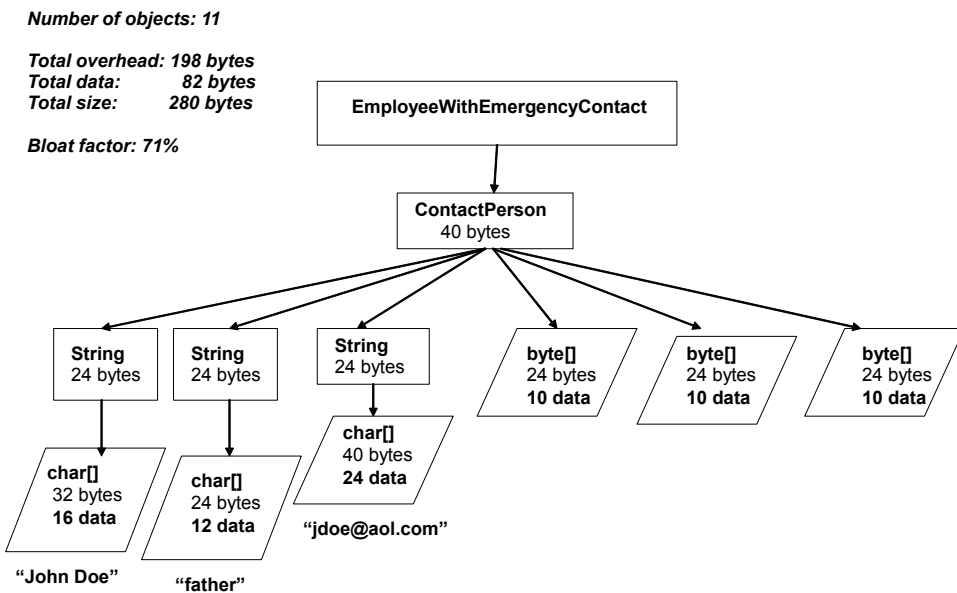 Number of objects: 11
Total overhead: 198 bytes
Total data: 82 bytes
Total size: 280 bytes
Bloat factor: 71%
EmployeeWithEmergencyContact
ContactPerson
40 bytes
String
24 bytes
String
24 bytes
String
24 bytes
byte[]
24 bytes
10 data
byte[]
24 bytes
10 data
byte[]
24 bytes
10 data
char[]
32 bytes
16 data
char[]
24 bytes
12 data
char[]
40 bytes
24 data
“John Doe”
“father”
“jdoe@aol.com”